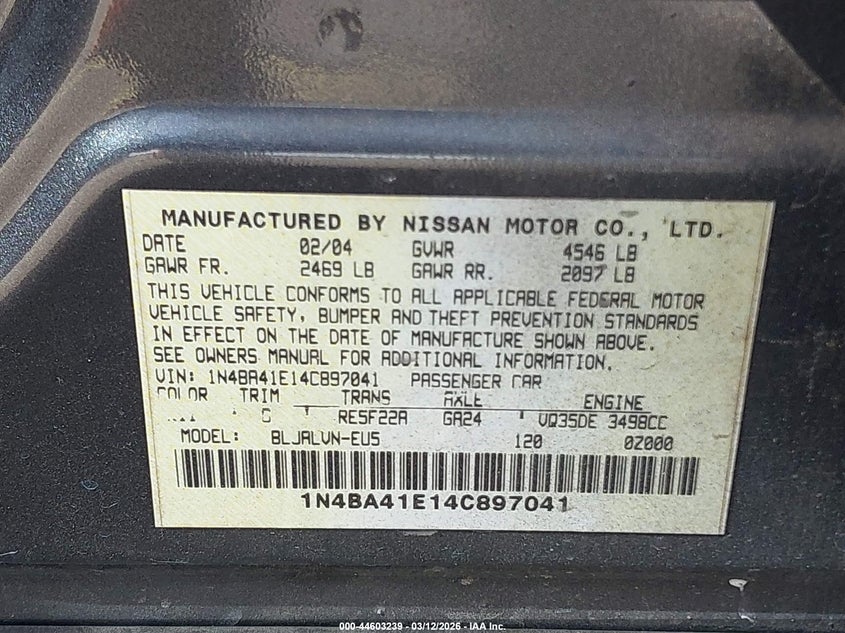 MANUFACTURED BY NISSAN MOTOR CO., LTD.
DATE 02/04 GVWR 4546 LB
GAWR FR. 2469 LB GAWR RR. 2097 LB
THIS VEHICLE CONFORMS TO ALL APPLICABLE FEDERAL MOTOR
VEHICLE SAFETY, BUMPER AND THEFT PREVENTION STANDARDS
IN EFFECT ON THE DATE OF MANUFACTURE SHOWN ABOVE.
SEE OWNERS MANUAL FOR ADDITIONAL INFORMATION.
VIN: 1N4BA41E14C897041 PASSENGER CAR
COLOR TRIM TRANS AXLE ENGINE
RE5F22A GA24 VQ35DE 3498CC
MODEL: BLJALVN-EU5 120 0Z000
1N4BA41E14C897041
000-44603239 - 03/12/2026 - IAA Inc.